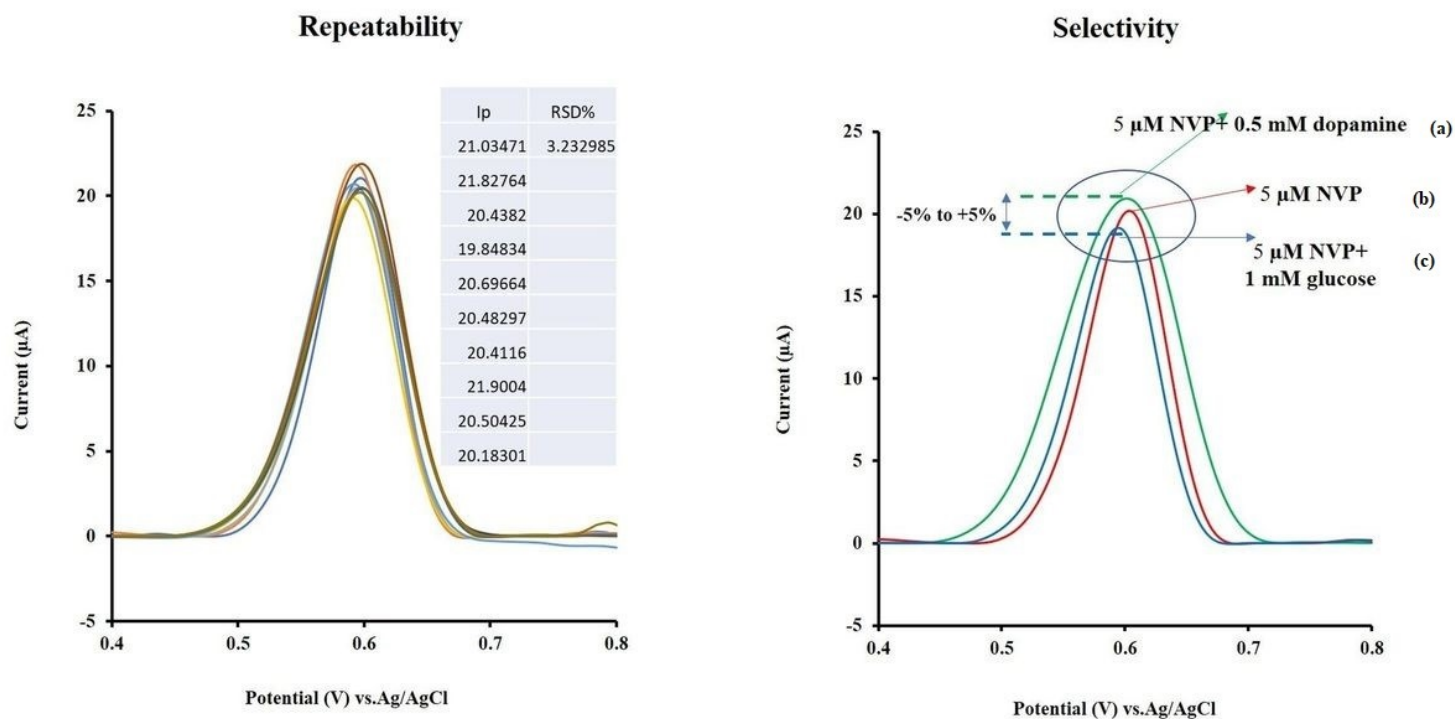 Repeatability
25
20
15
10
5
0
-5
0.4 0.5 0.6 0.7 0.8
Current (µA)
Potential (V) vs.Ag/AgCl
Ip RSD%
21.03471 3.232985
21.82764
20.4382
19.84834
20.69664
20.48297
20.4116
21.9004
20.50425
20.18301
Selectivity
25
20
15
10
5
0
-5
0.4 0.5 0.6 0.7 0.8
Current (µA)
Potential (V) vs.Ag/AgCl
5 µM NVP+ 0.5 mM dopamine (a)
5 µM NVP (b)
-5% to +5%
5 µM NVP+
1 mM glucose (c)